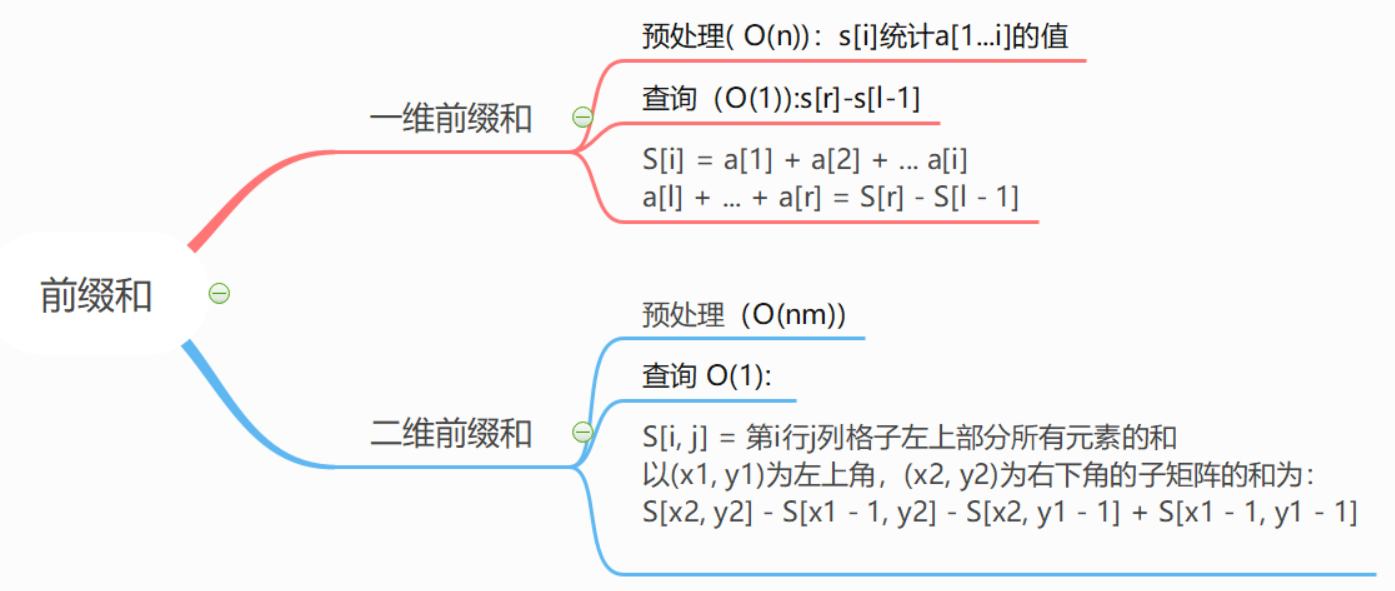 前缀和
一维前缀和
预处理( O(n))：s[i]统计a[1...i]的值
查询（O(1)):s[r]-s[l-1]
S[i] = a[1] + a[2] + ... a[i]
a[l] + ... + a[r] = S[r] - S[l - 1]
二维前缀和
预处理（O(nm))
查询 O(1):
S[i, j] = 第i行j列格子左上部分所有元素的和
以(x1, y1)为左上角，(x2, y2)为右下角的子矩阵的和为：
S[x2, y2] - S[x1 - 1, y2] - S[x2, y1 - 1] + S[x1 - 1, y1 - 1]